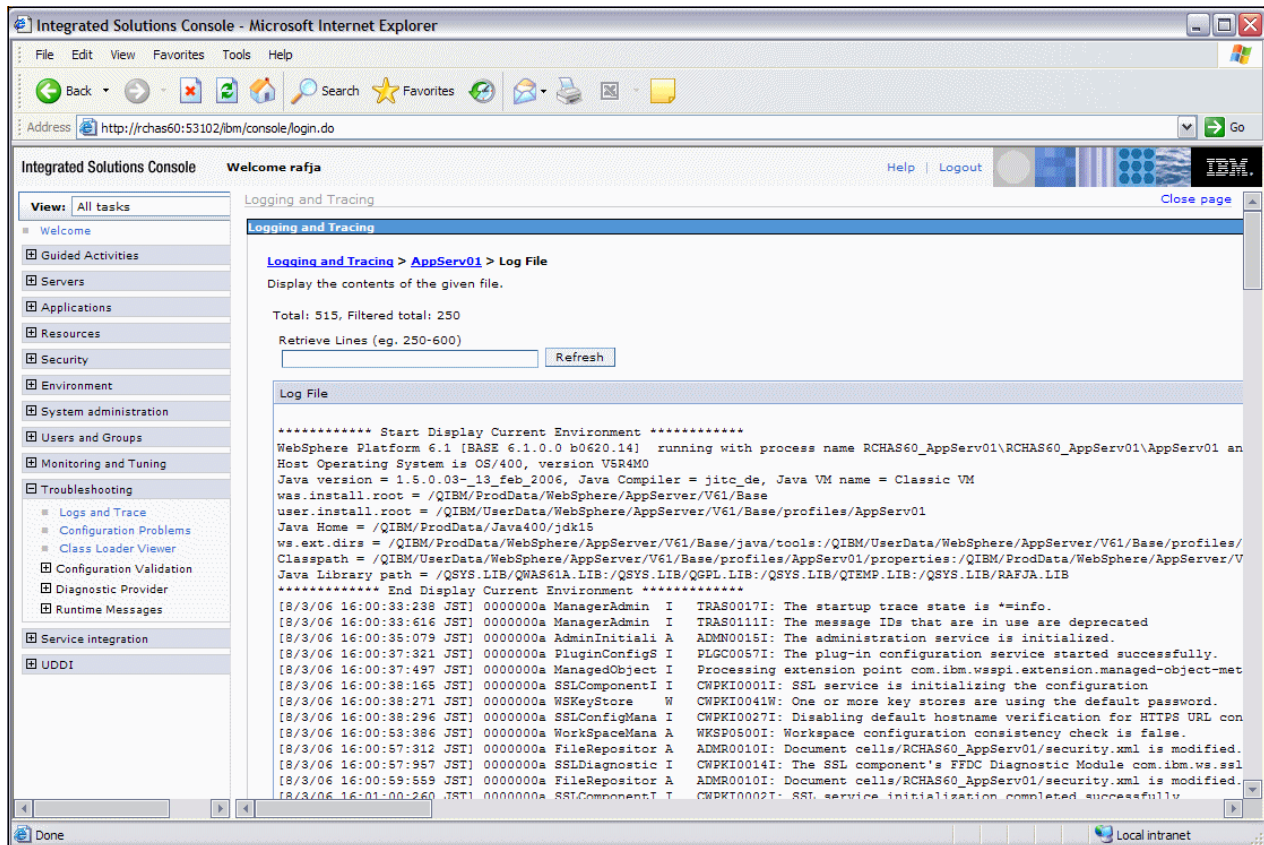 Integrated Solutions Console - Microsoft Internet Explorer
File Edit View Favorites Tools Help
Back Search Favorites
Address http://rchas60:53102/ibm/console/login.do Go
Integrated Solutions Console Welcome rafja Help | Logout IBM.
View: All tasks
Welcome
Guided Activities
Servers
Applications
Resources
Security
Environment
System administration
Users and Groups
Monitoring and Tuning
Troubleshooting
Logs and Trace
Configuration Problems
Class Loader Viewer
Configuration Validation
Diagnostic Provider
Runtime Messages
Service integration
UDDI
Logging and Tracing Close page
Logging and Tracing
Logging and Tracing > AppServ01 > Log File
Display the contents of the given file.
Total: 515, Filtered total: 250
Retrieve Lines (eg. 250-600)
Refresh
Log File
************ Start Display Current Environment ************
WebSphere Platform 6.1 [BASE 6.1.0.0 b0620.14] running with process name RCHAS60_AppServ01\RCHAS60_AppServ01\AppServ01 an
Host Operating System is OS/400, version V5R4M0
Java version = 1.5.0.03-_13_feb_2006, Java Compiler = jitc_de, Java VM name = Classic VM
was.install.root = /QIBM/ProdData/WebSphere/AppServer/V61/Base
user.install.root = /QIBM/UserData/WebSphere/AppServer/V61/Base/profiles/AppServ01
Java Home = /QIBM/ProdData/Java400/jdk15
ws.ext.dirs = /QIBM/ProdData/WebSphere/AppServer/V61/Base/java/tools:/QIBM/UserData/WebSphere/AppServer/V61/Base/profiles/
Classpath = /QIBM/UserData/WebSphere/AppServer/V61/Base/profiles/AppServ01/properties:/QIBM/ProdData/WebSphere/AppServer/V
Java Library path = /QSYS.LIB/QWAS61A.LIB:/QSYS.LIB/QGPL.LIB:/QSYS.LIB/QTEMP.LIB:/QSYS.LIB/RAFJA.LIB
************* End Display Current Environment *************
[8/3/06 16:00:33:238 JST] 0000000a ManagerAdmin I TRAS0017I: The startup trace state is *=info.
[8/3/06 16:00:33:616 JST] 0000000a ManagerAdmin I TRAS0111I: The message IDs that are in use are deprecated
[8/3/06 16:00:35:079 JST] 0000000a AdminInitiali A ADMN0015I: The administration service is initialized.
[8/3/06 16:00:37:321 JST] 0000000a PluginConfigS I PLGC0057I: The plug-in configuration service started successfully.
[8/3/06 16:00:37:497 JST] 0000000a ManagedObject I Processing extension point com.ibm.wsspi.extension.managed-object-met
[8/3/06 16:00:38:165 JST] 0000000a SSLComponentI I CWPKI0001I: SSL service is initializing the configuration
[8/3/06 16:00:38:271 JST] 0000000a WSKeyStore W CWPKI0041W: One or more key stores are using the default password.
[8/3/06 16:00:38:296 JST] 0000000a SSLConfigMana I CWPKI0027I: Disabling default hostname verification for HTTPS URL con
[8/3/06 16:00:53:386 JST] 0000000a WorkSpaceMana A WKSP0500I: Workspace configuration consistency check is false.
[8/3/06 16:00:57:312 JST] 0000000a FileRepositor A ADMR0010I: Document cells/RCHAS60_AppServ01/security.xml is modified.
[8/3/06 16:00:57:957 JST] 0000000a SSLDiagnostic I CWPKI0014I: The SSL component's FFDC Diagnostic Module com.ibm.ws.ssl
[8/3/06 16:00:59:559 JST] 0000000a FileRepositor A ADMR0010I: Document cells/RCHAS60_AppServ01/security.xml is modified.
[8/3/06 16:01:00:260 JST] 0000000a SSLComponentI I CWPKI0002I: SSL service initialization completed successfully
Done Local intranet